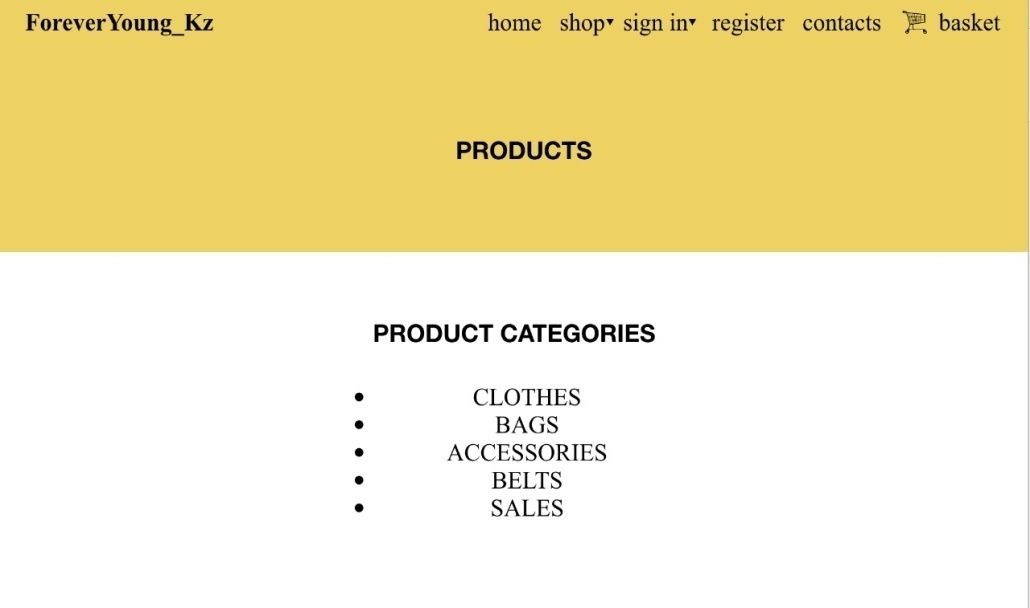 ForeverYoung_Kz home shop▾ sign in▾ register contacts basket
PRODUCTS
PRODUCT CATEGORIES
• CLOTHES
• BAGS
• ACCESSORIES
• BELTS
• SALES